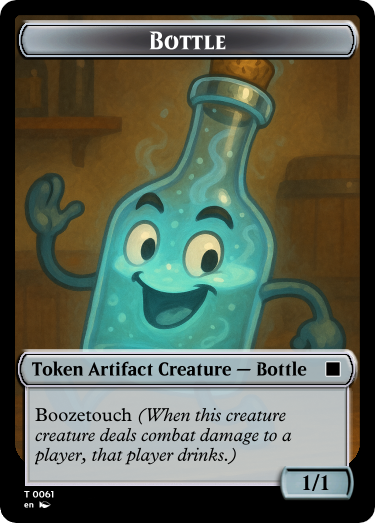 Bottle
Token Artifact Creature — Bottle
Boozetouch (When this creature
creature deals combat damage to a
player, that player drinks.)
1/1
T 0061
en